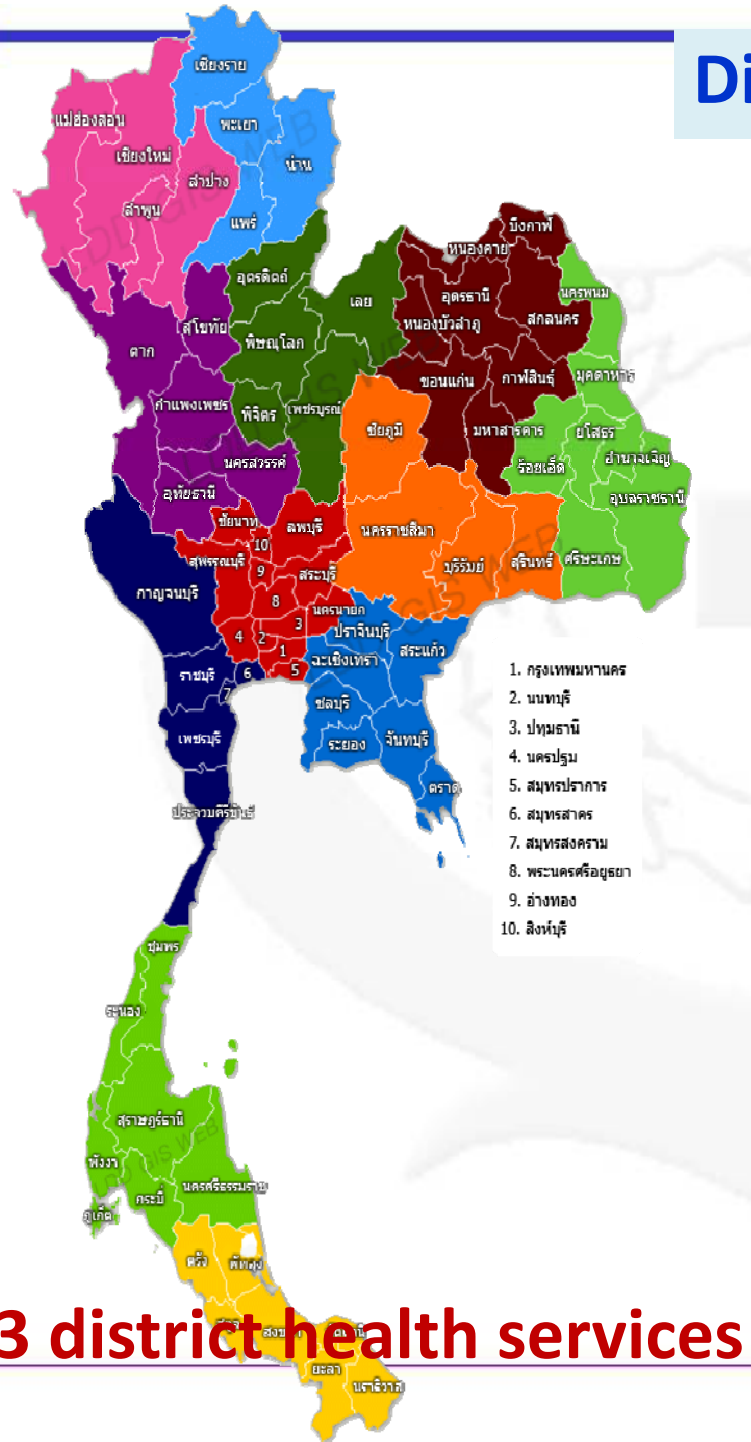 Di
เชียงราย
แม่ฮ่องสอน
พะเยา
เชียงใหม่
น่าน
ลำปาง
ลำพูน
แพร่
บึงกาฬ
หนองคาย
อุตรดิตถ์
เลย
อุดรธานี
นครพนม
สุโขทัย
หนองบัวลำภู
สกลนคร
ตาก
พิษณุโลก
ขอนแก่น
กาฬสินธุ์
มุกดาหาร
กำแพงเพชร
พิจิตร
เพชรบูรณ์
ชัยภูมิ
มหาสารคาม
ยโสธร
นครสวรรค์
ร้อยเอ็ด
อำนาจเจริญ
อุทัยธานี
อุบลราชธานี
ชัยนาท
ลพบุรี
นครราชสีมา
10
สุพรรณบุรี
9
สระบุรี
บุรีรัมย์
สุรินทร์
ศรีษะเกษ
กาญจนบุรี
8
นครนายก
3
ปราจีนบุรี
4
2
1
ฉะเชิงเทรา
สระแก้ว
ราชบุรี
6
5
7
ชลบุรี
เพชรบุรี
ระยอง
จันทบุรี
ตราด
ประจวบคีรีขันธ์
1. กรุงเทพมหานคร
2. นนทบุรี
3. ปทุมธานี
4. นครปฐม
5. สมุทรปราการ
6. สมุทรสาคร
7. สมุทรสงคราม
8. พระนครศรีอยุธยา
9. อ่างทอง
10. สิงห์บุรี
ชุมพร
ระนอง
สุราษฎร์ธานี
พังงา
นครศรีธรรมราช
กระบี่
ภูเก็ต
ตรัง
พัทลุง
3 district health services
ยะลา
นราธิวาส
LDD GIS WEB